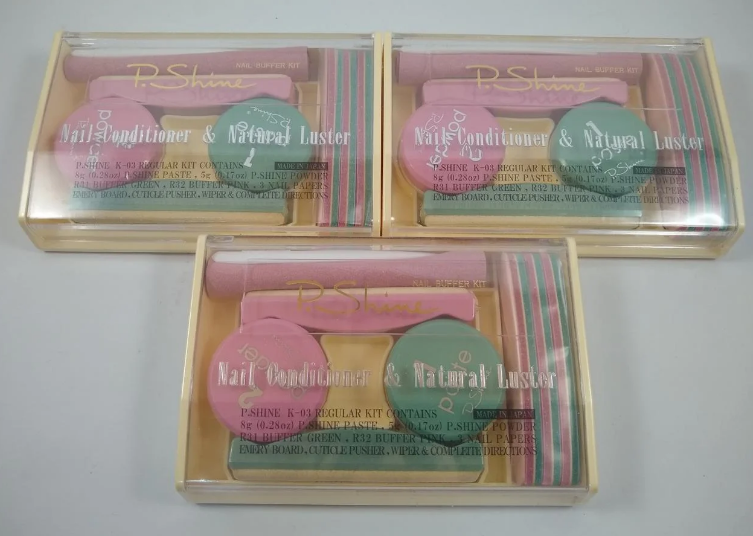 P.Shine NAIL BUFFER KIT
Nail Conditioner & Natural Luster
P.SHINE K-03 REGULAR KIT CONTAINS MADE IN JAPAN
8g (0.28oz) P.SHINE PASTE . 5g (0.17oz) P.SHINE POWDER
R31 BUFFER GREEN . R32 BUFFER PINK . 3 NAIL PAPERS
EMERY BOARD, CUTICLE PUSHER, WIPER & COMPLETE DIRECTIONS
powder
P.Shine
P.Shine NAIL BUFFER KIT
Nail Conditioner & Natural Luster
P.SHINE K-03 REGULAR KIT CONTAINS MADE IN JAPAN
8g (0.28oz) P.SHINE PASTE . 5g (0.17oz) P.SHINE POWDER
R31 BUFFER GREEN . R32 BUFFER PINK . 3 NAIL PAPERS
EMERY BOARD, CUTICLE PUSHER, WIPER & COMPLETE DIRECTIONS
powder
P.Shine NAIL BUFFER KIT
Nail Conditioner & Natural Luster
P.SHINE K-03 REGULAR KIT CONTAINS MADE IN JAPAN
8g (0.28oz) P.SHINE PASTE . 5g (0.17oz) P.SHINE POWDER
R31 BUFFER GREEN . R32 BUFFER PINK . 3 NAIL PAPERS
EMERY BOARD, CUTICLE PUSHER, WIPER & COMPLETE DIRECTIONS
powder
2
paste